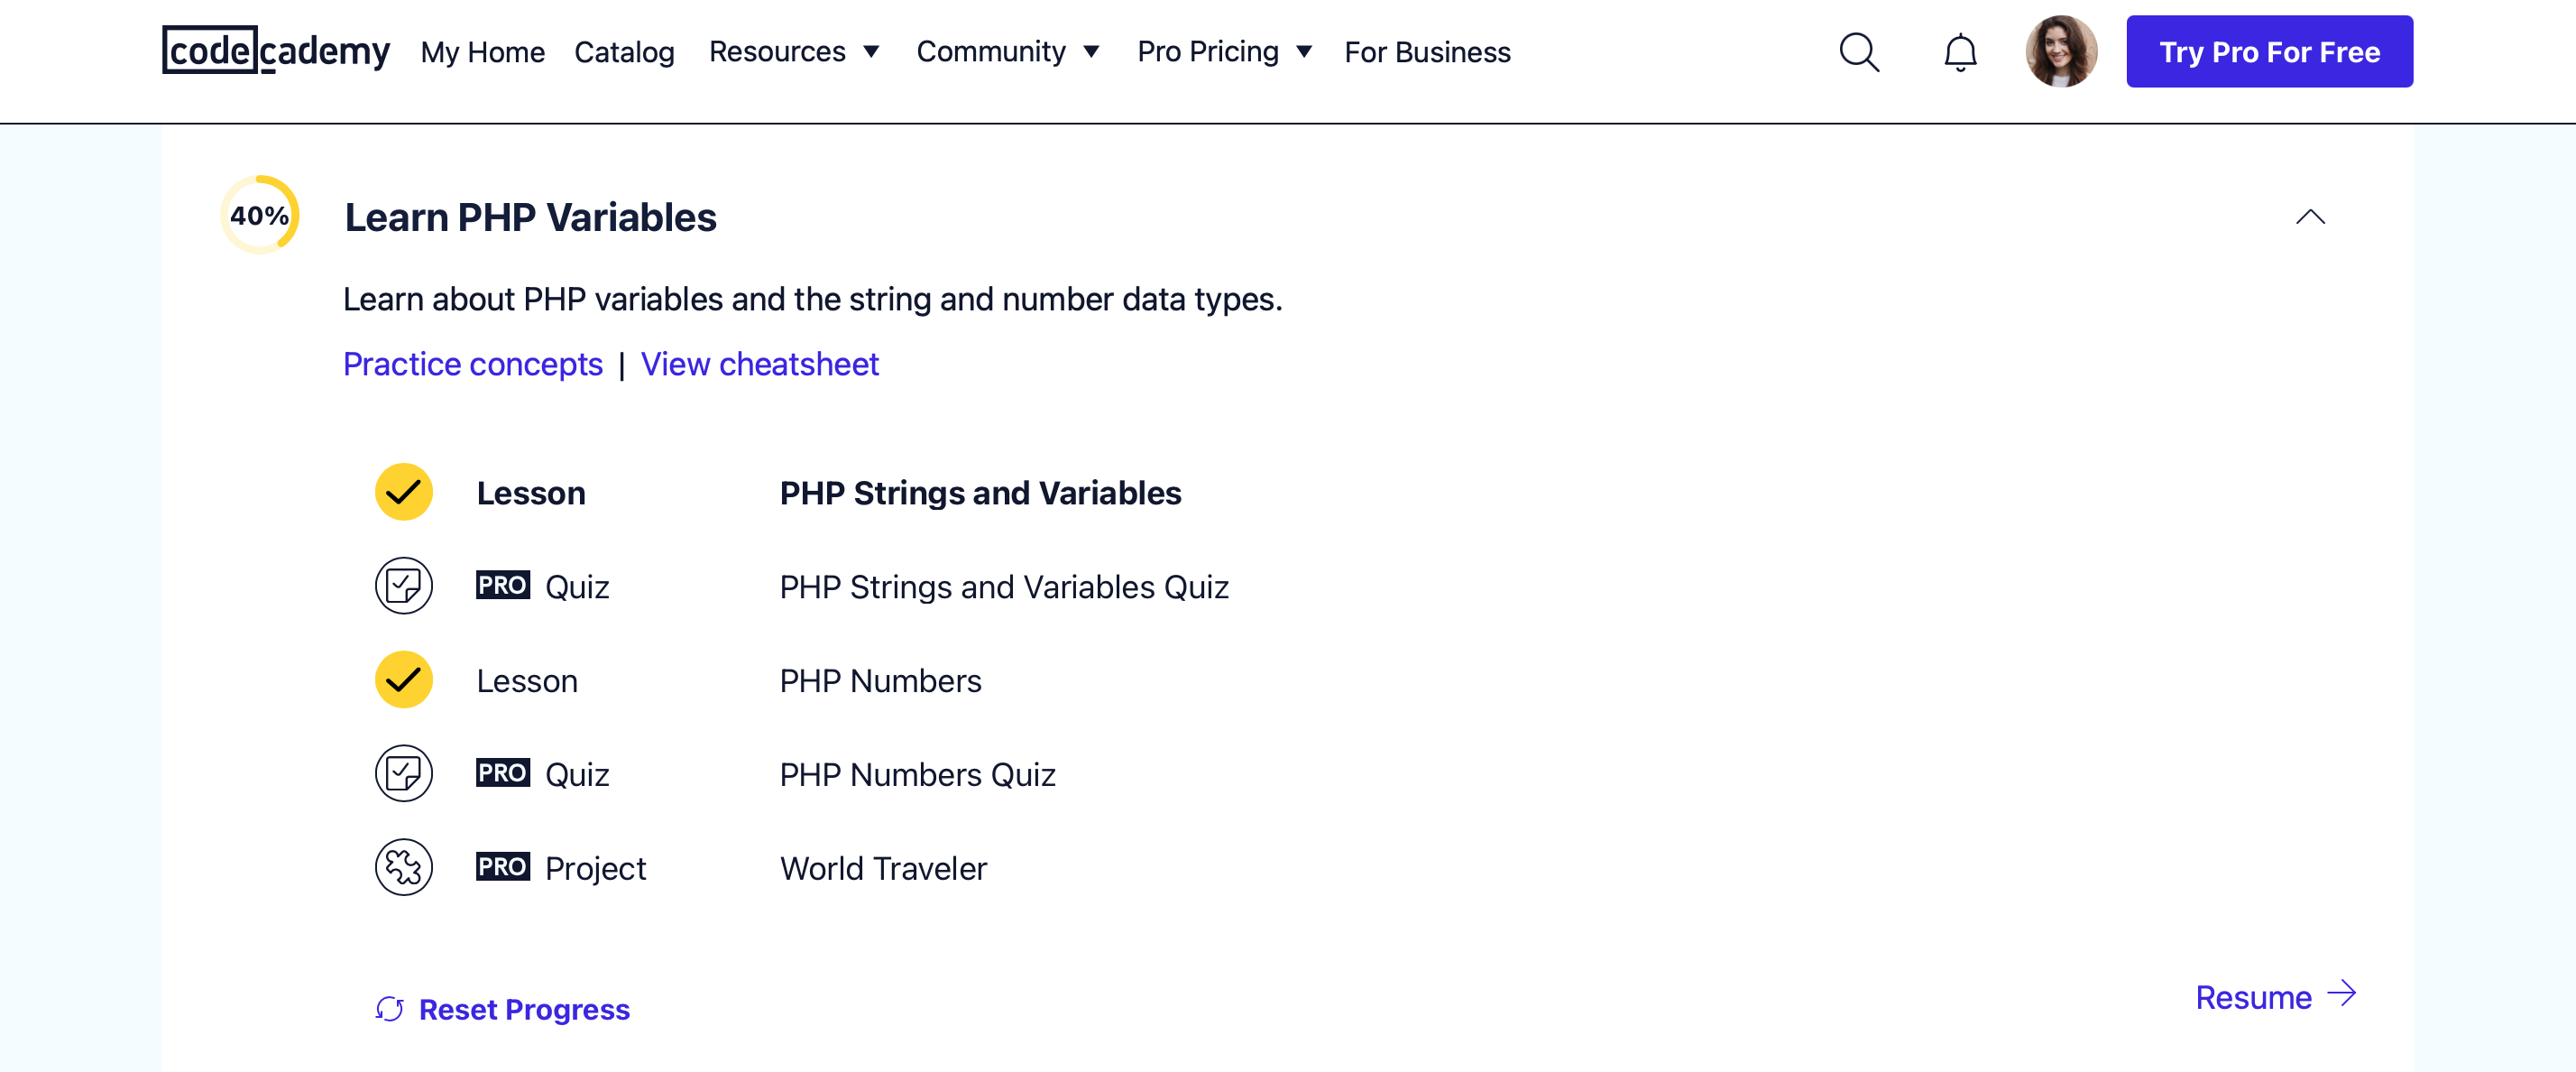 codecademy My Home Catalog Resources Community Pro Pricing For Business Try Pro For Free
40% Learn PHP Variables
Learn about PHP variables and the string and number data types.
Practice concepts | View cheatsheet
Lesson PHP Strings and Variables
PRO Quiz PHP Strings and Variables Quiz
Lesson PHP Numbers
PRO Quiz PHP Numbers Quiz
PRO Project World Traveler
Reset Progress Resume